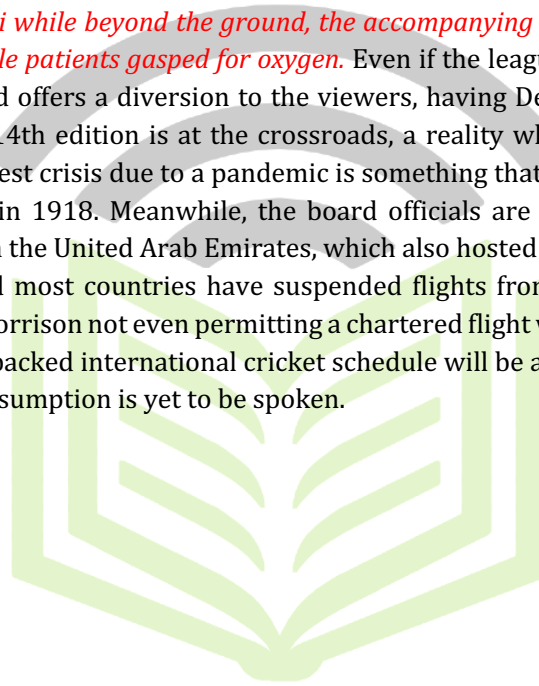 i while beyond the ground, the accompanying
le patients gasped for oxygen. Even if the leagu
d offers a diversion to the viewers, having De
14th edition is at the crossroads, a reality wh
est crisis due to a pandemic is something that
in 1918. Meanwhile, the board officials are
n the United Arab Emirates, which also hosted
l most countries have suspended flights from
orrison not even permitting a chartered flight v
packed international cricket schedule will be a
sumption is yet to be spoken.